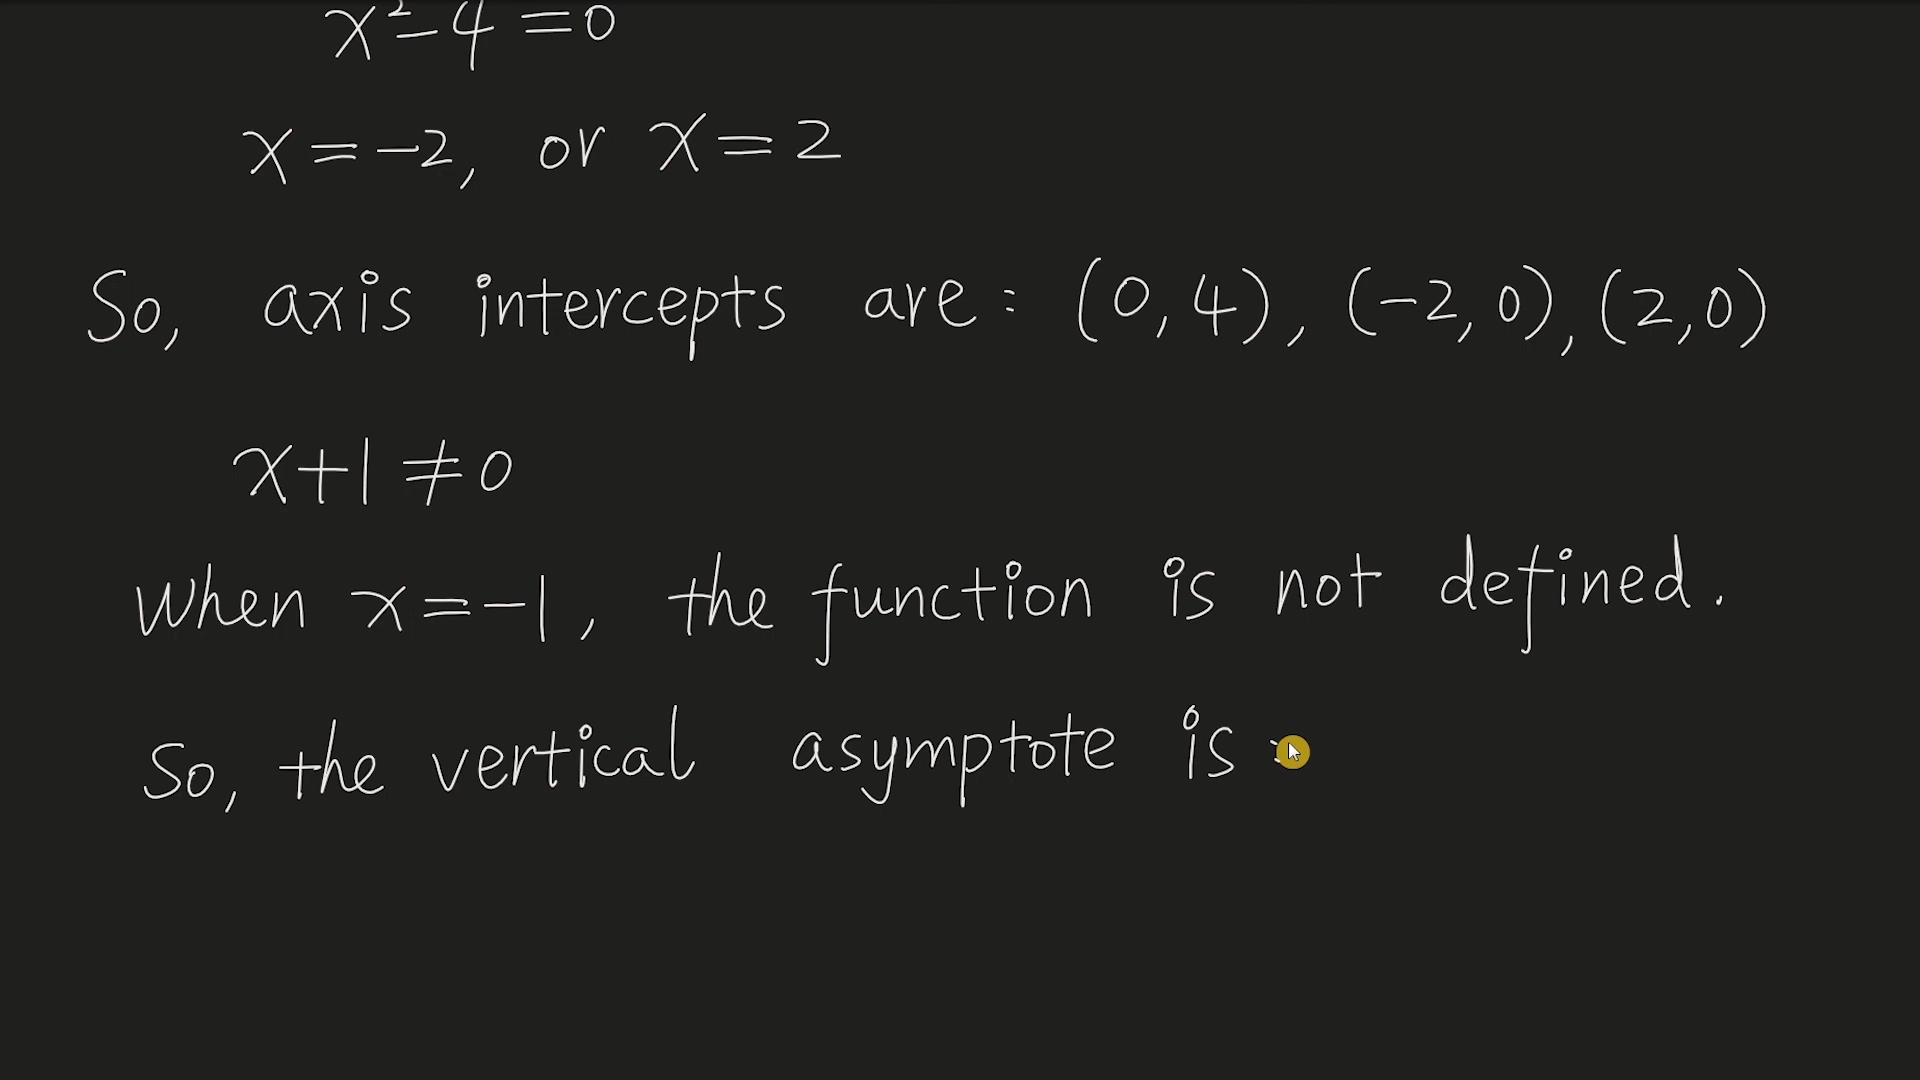 x²-4=0
x=-2, or x=2
So, axis intercepts are: (0,4), (-2,0), (2,0)
x+1≠0
When x=-1, the function is not defined.
So, the vertical asymptote is